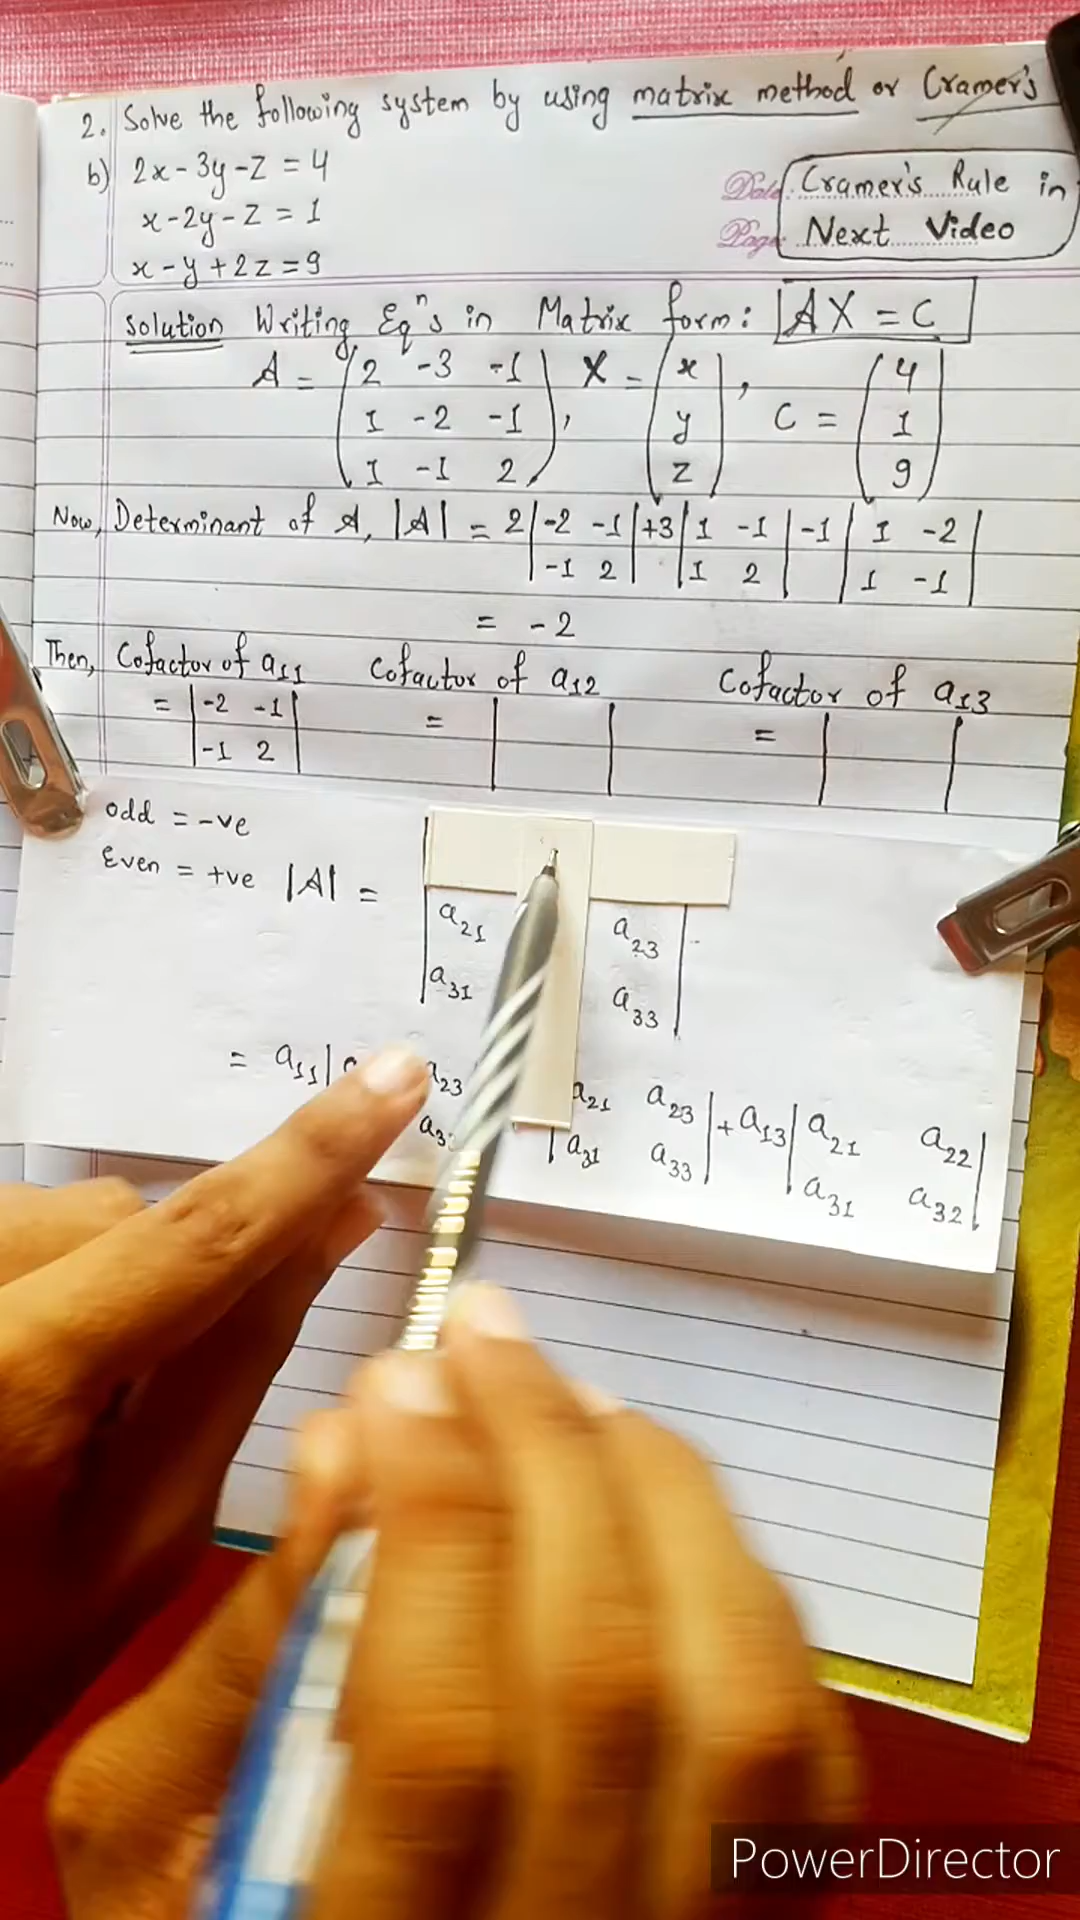 2. Solve the following system by using matrix method or Cramer's
b) 2x - 3y - z = 4
x - 2y - z = 1
x - y + 2z = 9
Date. Cramer's Rule in
Page: Next Video
Solution Writing Eqⁿs in Matrix form: AX = C
A = (2 -3 -1), X = (x), C = (4)
(1 -2 -1) (y) (1)
(1 -1 2) (z) (9)
Now, Determinant of A, |A| = 2|-2 -1| +3|1 -1| -1|1 -2|
|-1 2| |1 2| |1 -1|
= -2
Then, Cofactor of a11 Cofactor of a12 Cofactor of a13
= |-2 -1| = | | = | |
|-1 2|
odd = -ve
Even = +ve |A| =
a21 a23
a31 a33
= a11| a23 a21 a23| + a13|a21 a22|
|a31 a33| |a31 a32|
PowerDirector